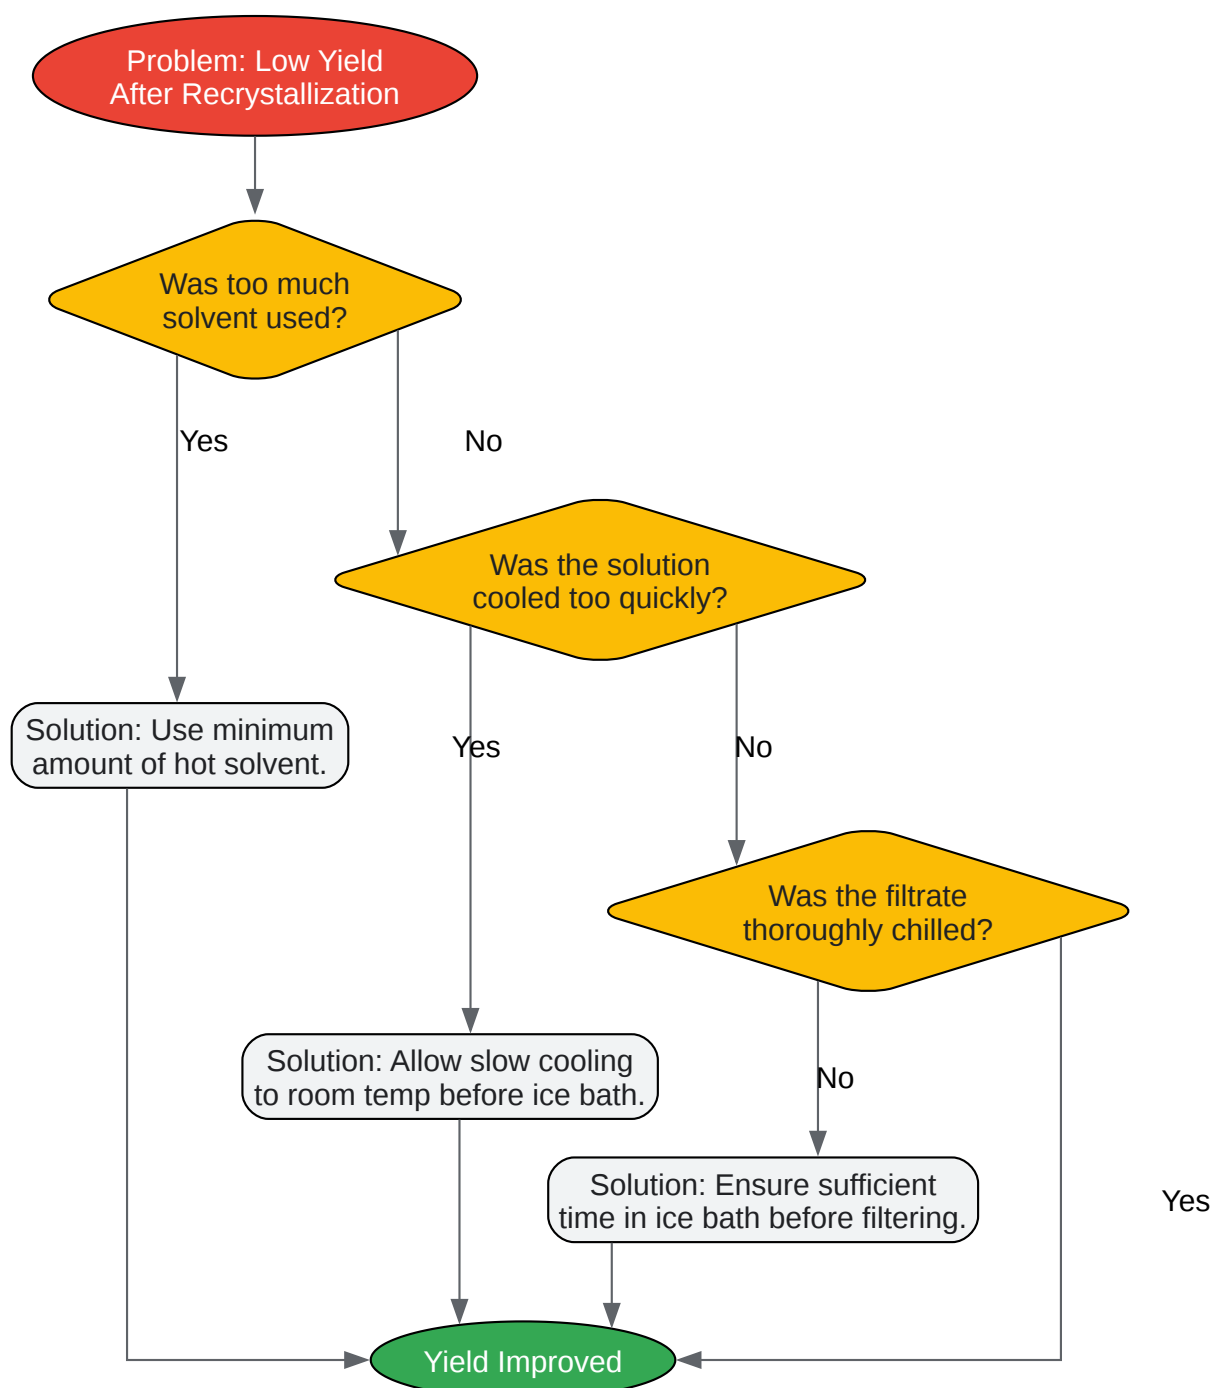 Problem: Low Yield
After Recrystallization
Was too much
solvent used?
Yes
No
Was the solution
cooled too quickly?
Solution: Use minimum
amount of hot solvent.
Yes
No
Was the filtrate
thoroughly chilled?
Solution: Allow slow cooling
to room temp before ice bath.
No
Solution: Ensure sufficient
time in ice bath before filtering.
Yes
Yield Improved